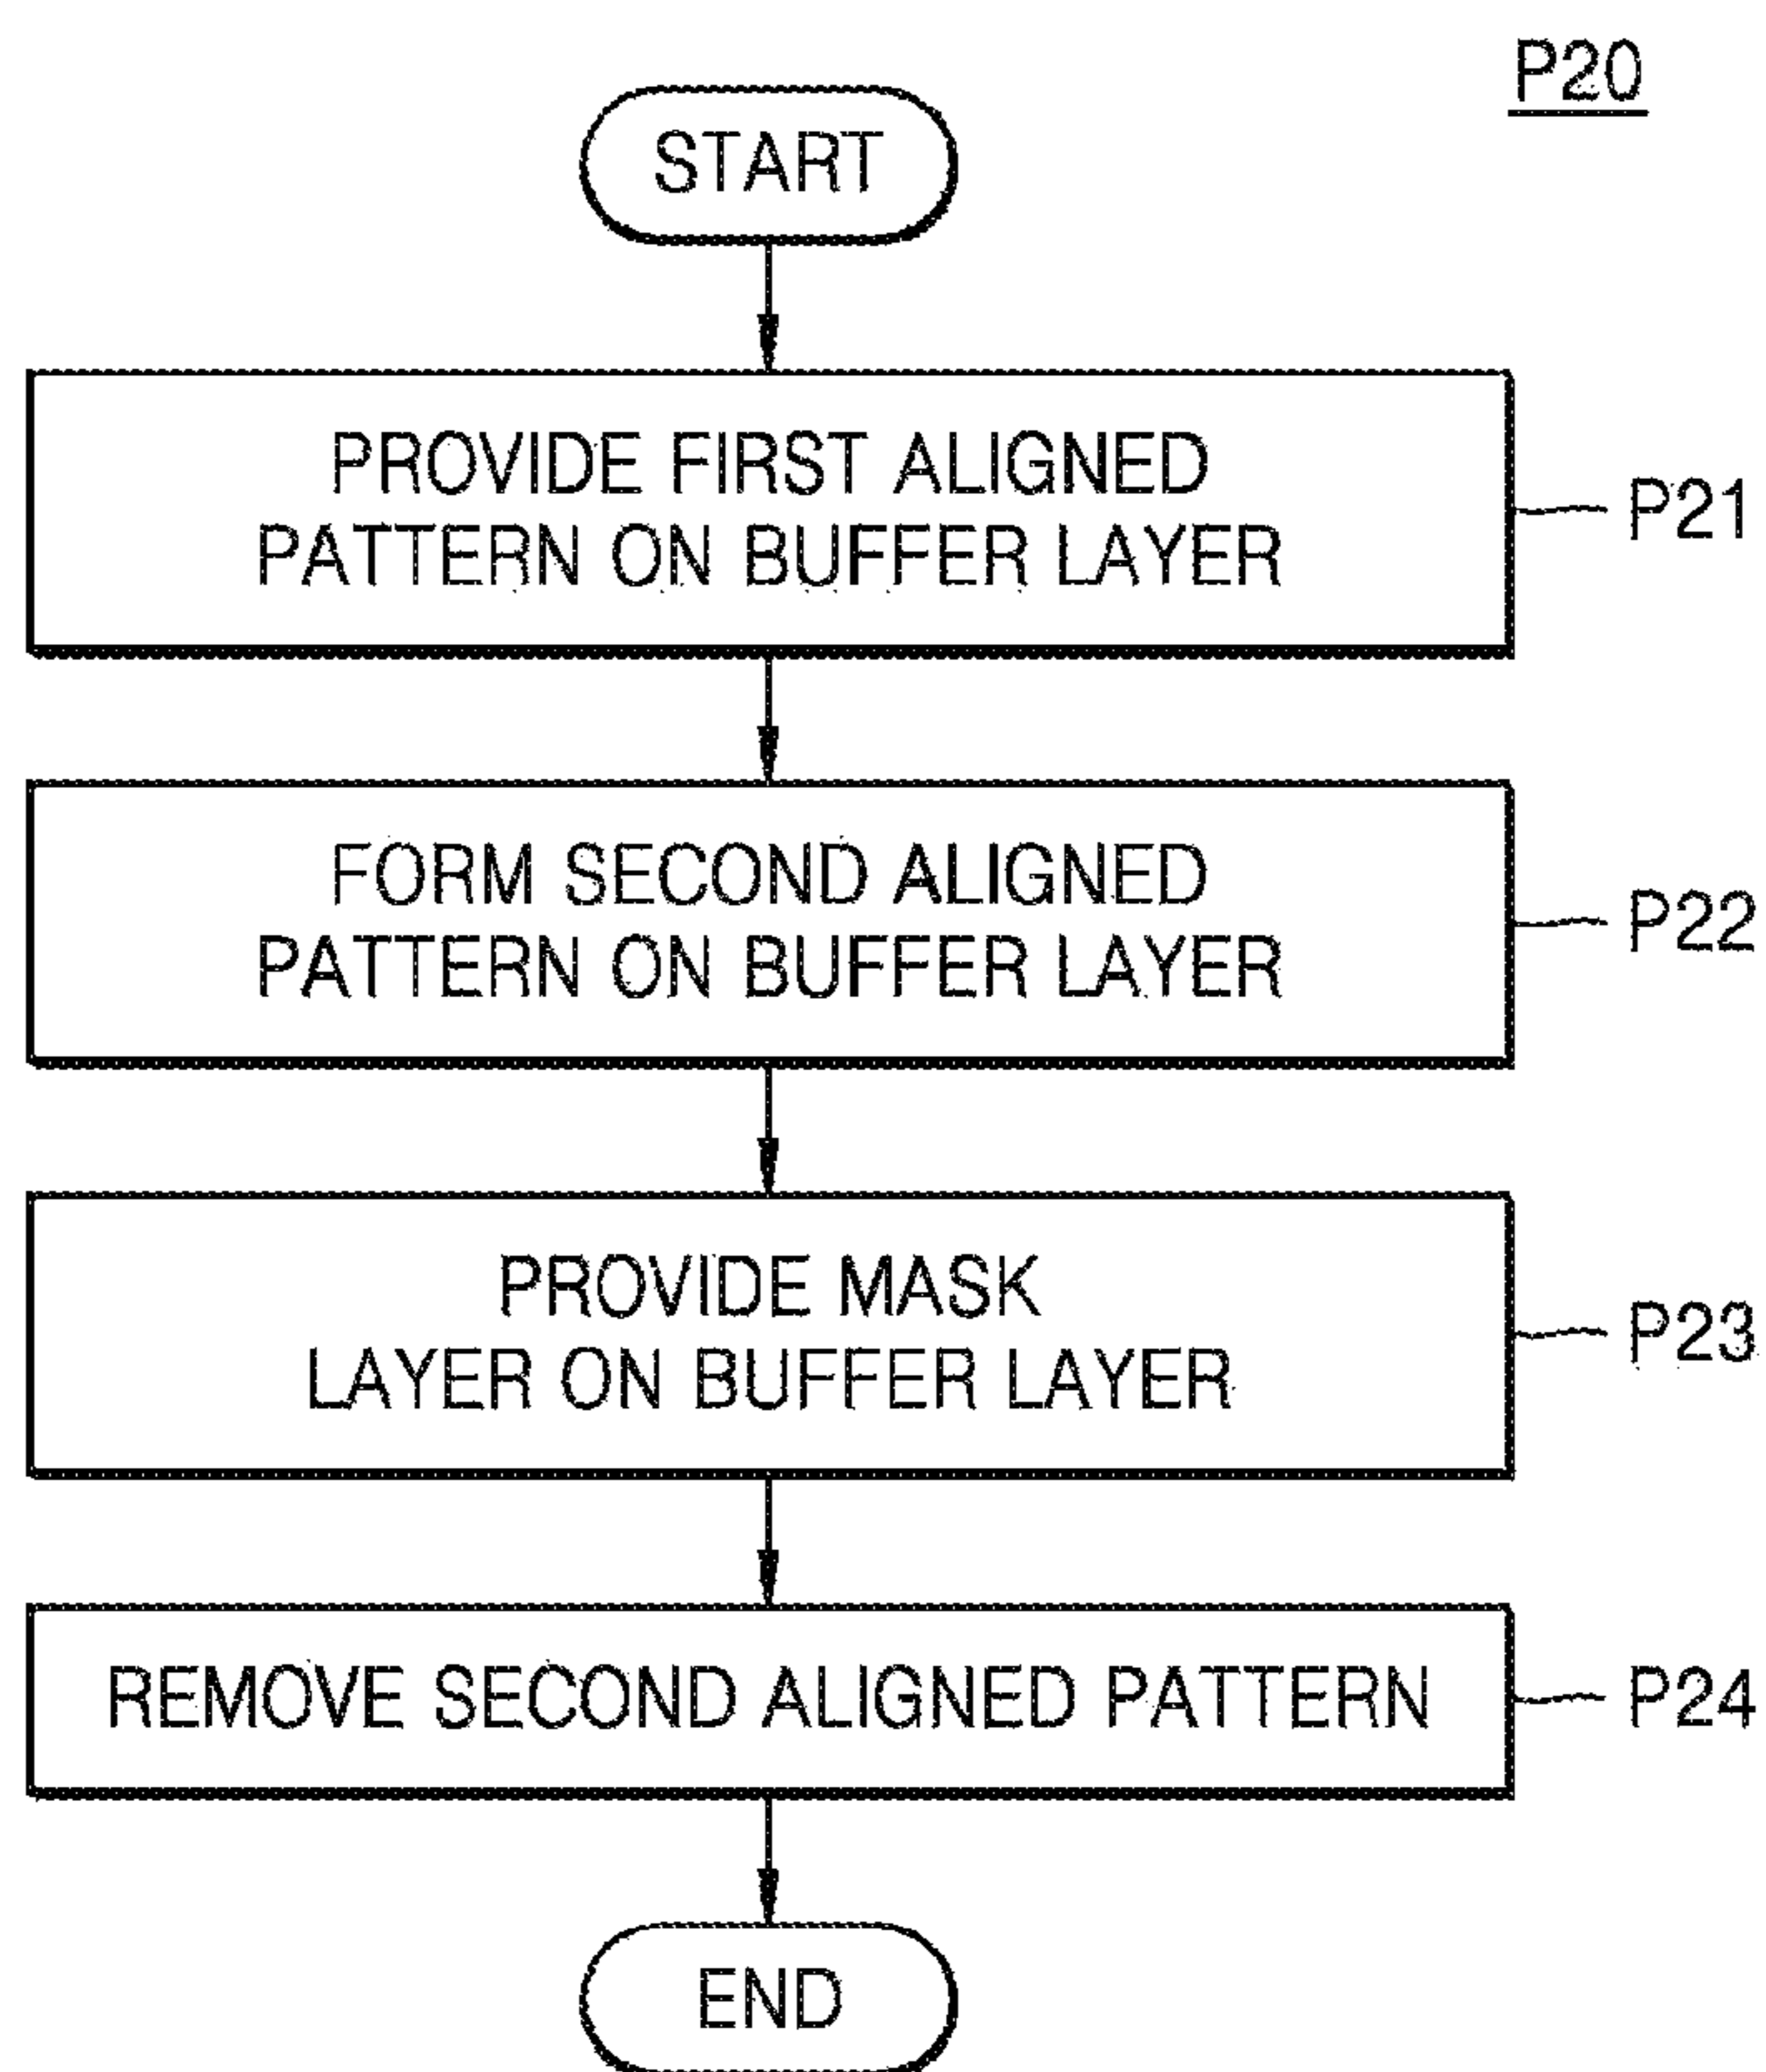 P20
START
PROVIDE FIRST ALIGNED
PATTERN ON BUFFER LAYER
P21
FORM SECOND ALIGNED
PATTERN ON BUFFER LAYER
P22
PROVIDE MASK
LAYER ON BUFFER LAYER
P23
REMOVE SECOND ALIGNED PATTERN
P24
END